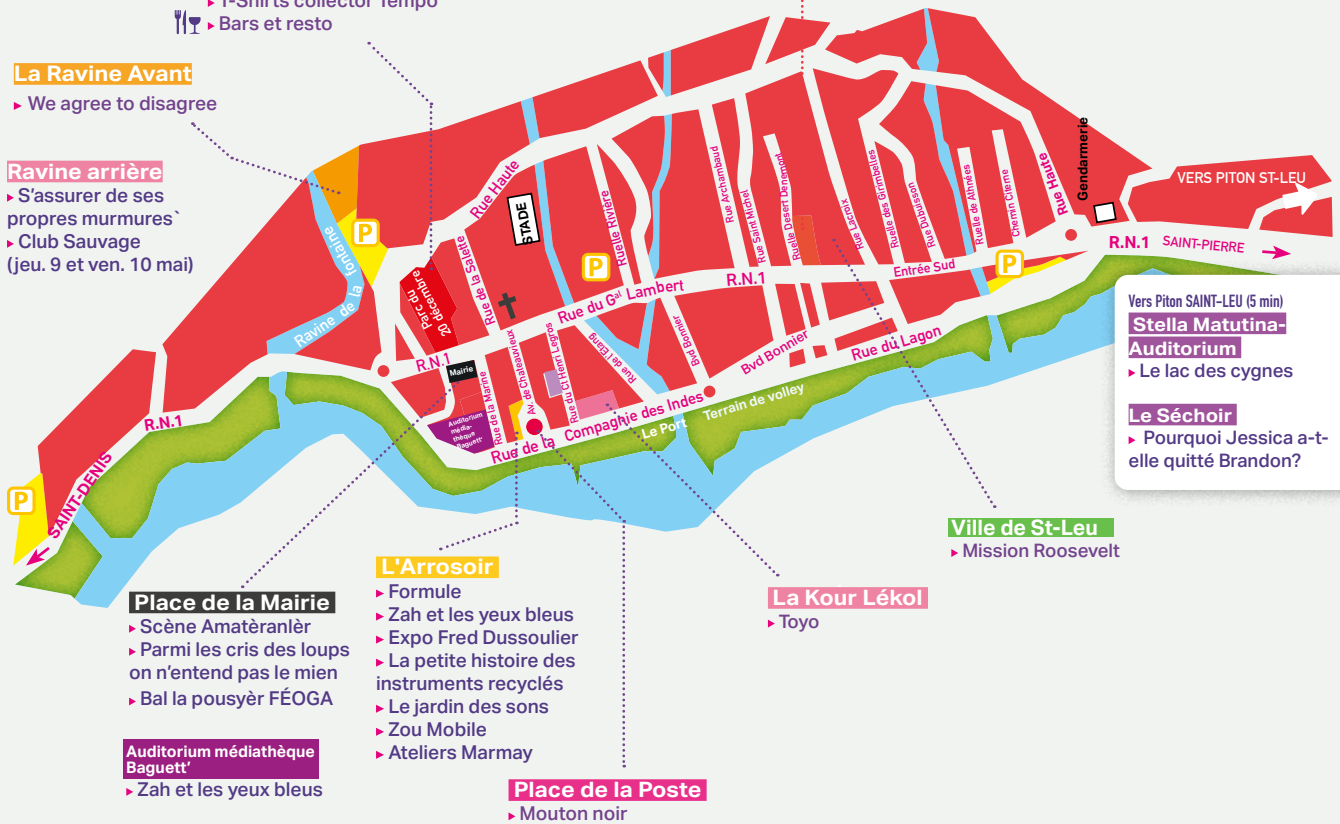 ▸ T-Shirts collector Tempo
▸ Bars et resto
La Ravine Avant
▸ We agree to disagree
Ravine arrière
▸ S'assurer de ses
propres murmures`
▸ Club Sauvage
(jeu. 9 et ven. 10 mai)
Ravine de la fontaine
P
Parc du
20 décembre
Rue Haute
Rue de la Salette
STADE
P
Ruelle Rivière
Rue Archambaud
Rue Saint Michel
Ruelle Desert Denemont
Rue Lacroix
Ruelle des Girombelles
Rue Dubuisson
Ruelle de Athnées
Chemin Citerne
Rue Haute
Gendarmerie
VERS PITON ST-LEU
R.N.1 SAINT-PIERRE
P
Entrée Sud
R.N.1
Rue du Gal Lambert
R.N.1
Mairie
R.N.1
SAINT-DENIS
P
Auditorium
média-
thèque
Baguett'
Rue de la Marine
Av. de Chateauvieux
Rue du Ct Henri Legros
Rue de l'Etang
Bvd Bonnier
Bvd Bonnier
Rue du Lagon
Rue de la Compagnie des Indes
Le Port
Terrain de volley
Vers Piton SAINT-LEU (5 min)
Stella Matutina-
Auditorium
▸ Le lac des cygnes
Le Séchoir
▸ Pourquoi Jessica a-t-
elle quitté Brandon?
Ville de St-Leu
▸ Mission Roosevelt
La Kour Lékol
▸ Toyo
L'Arrosoir
▸ Formule
▸ Zah et les yeux bleus
▸ Expo Fred Dussoulier
▸ La petite histoire des
instruments recyclés
▸ Le jardin des sons
▸ Zou Mobile
▸ Ateliers Marmay
Place de la Mairie
▸ Scène Amatèranlèr
▸ Parmi les cris des loups
on n'entend pas le mien
▸ Bal la pousyèr FÉOGA
Auditorium médiathèque
Baguett'
▸ Zah et les yeux bleus
Place de la Poste
▸ Mouton noir